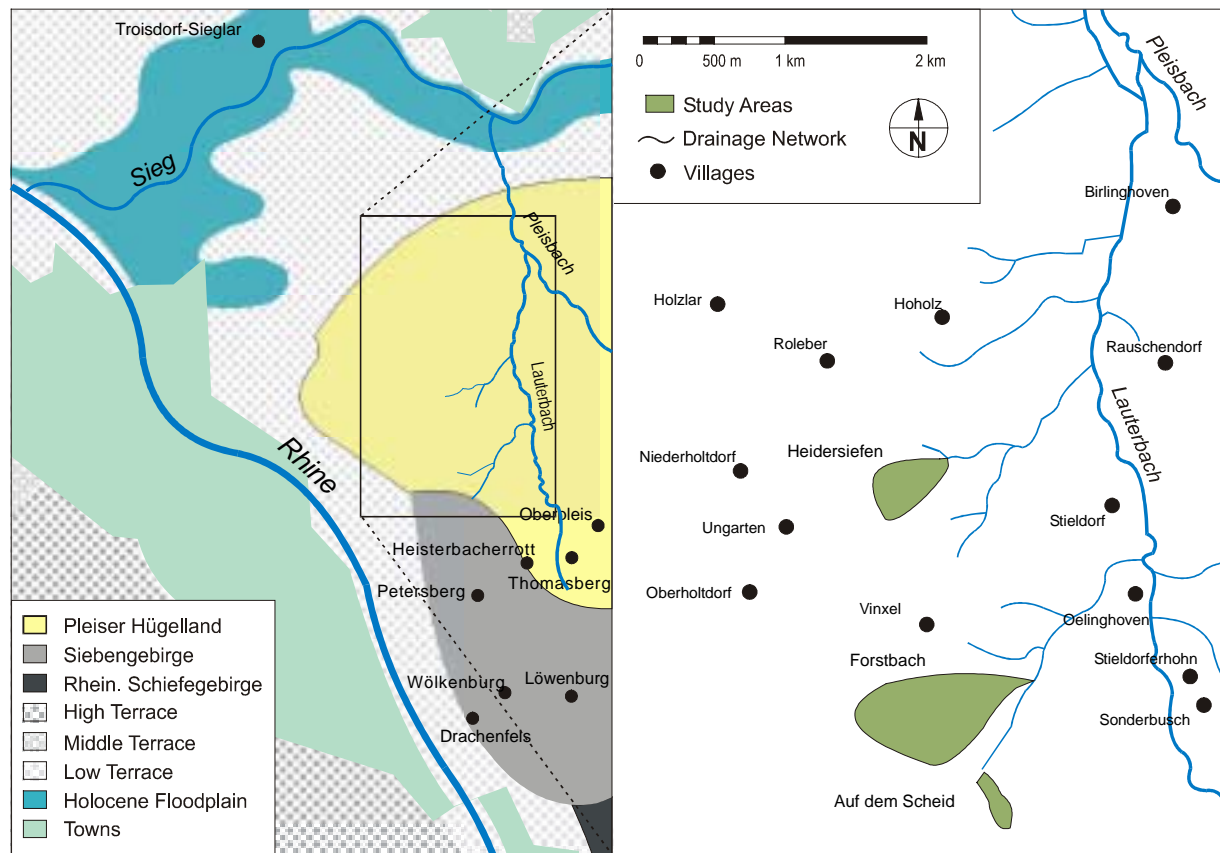 Troisdorf-Sieglar
Sieg
Pleisbach
Lauterbach
Rhine
Oberpleis
Heisterbacherrott
Thomasberg
Petersberg
Wölkenburg
Löwenburg
Drachenfels
Pleiser Hügelland
Siebengebirge
Rhein. Schiefegebirge
High Terrace
Middle Terrace
Low Terrace
Holocene Floodplain
Towns
0 500 m 1 km 2 km
Study Areas
Drainage Network
Villages
N
Pleisbach
Birlinghoven
Holzlar
Hoholz
Roleber
Rauschendorf
Lauterbach
Niederholtdorf
Heidersiefen
Ungarten
Stieldorf
Oberholtdorf
Vinxel
Oelinghoven
Forstbach
Stieldorferhohn
Sonderbusch
Auf dem Scheid